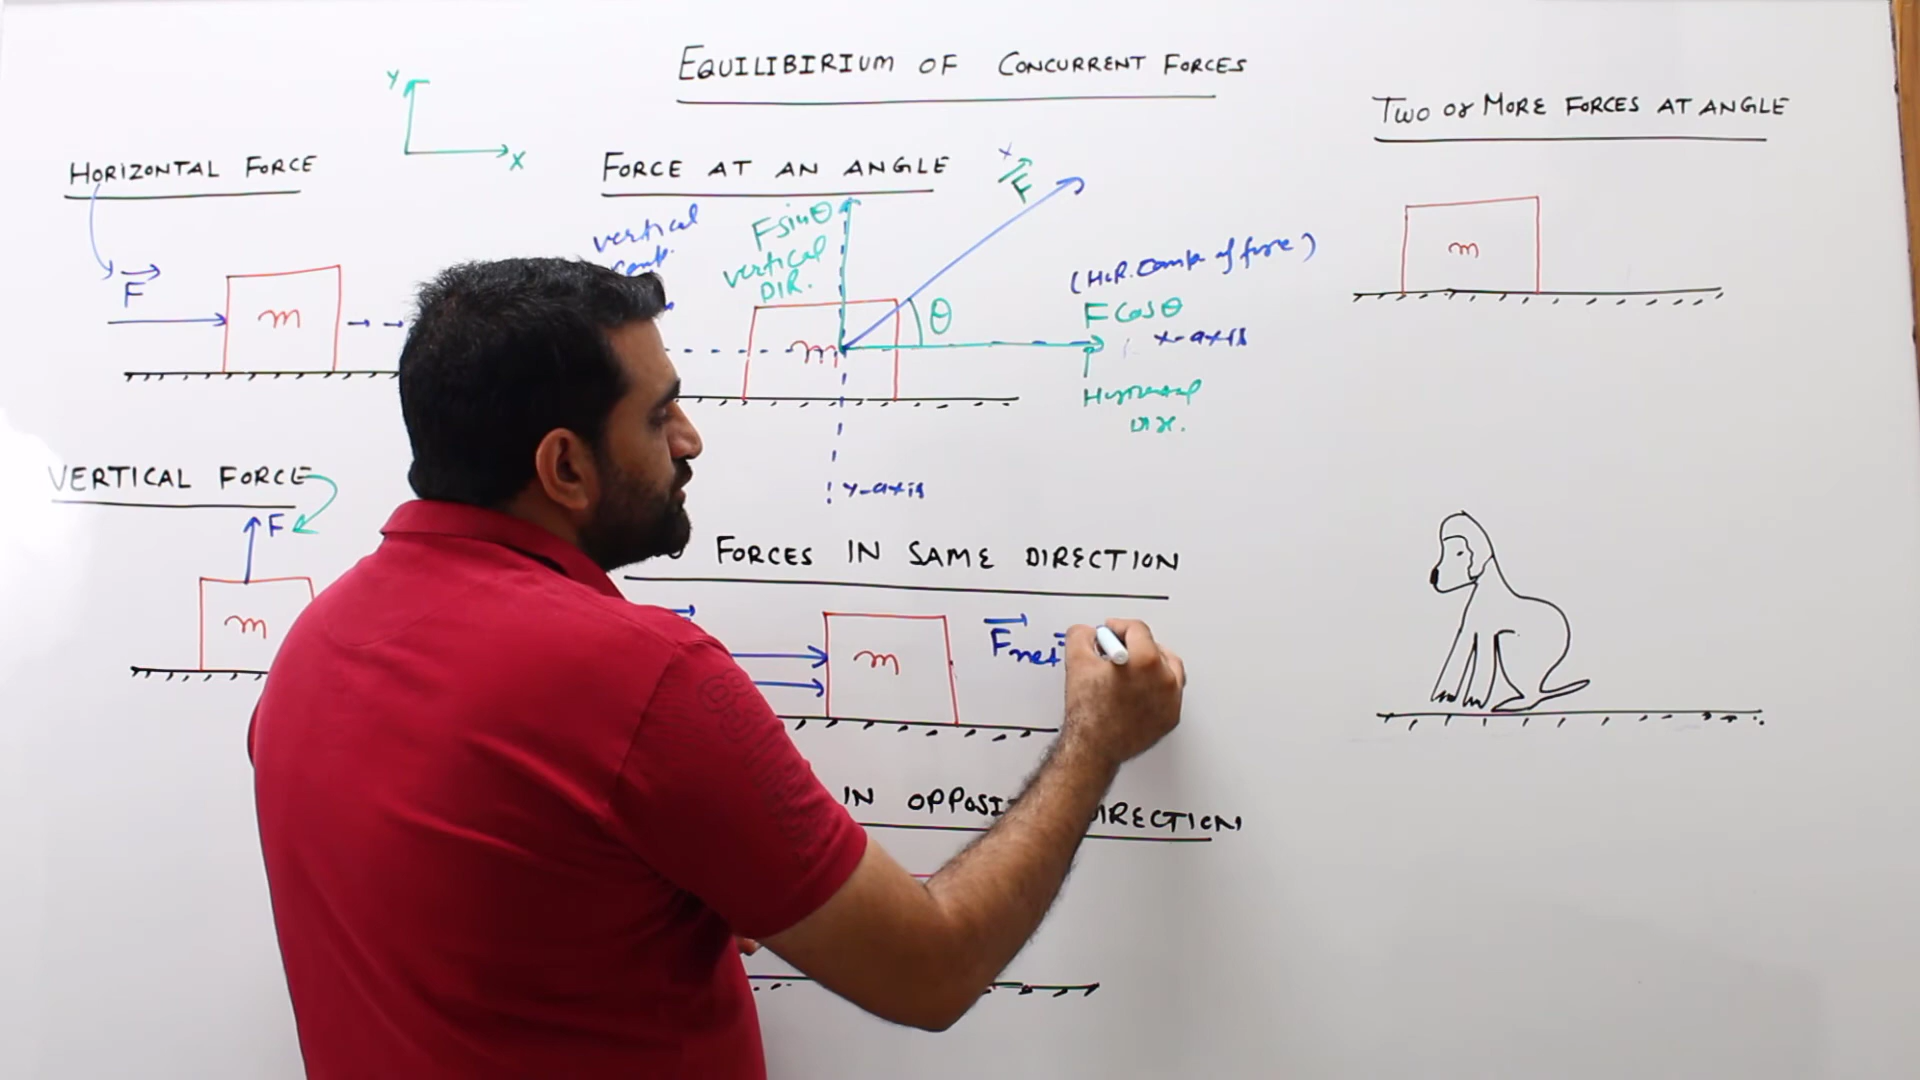 EQUILIBIRIUM OF CONCURRENT FORCES
Y
X
HORIZONTAL FORCE
F
m
VERTICAL FORCE
F
m
FORCE AT AN ANGLE
vertical
comp.
F sinθ
vertical
DIR.
x
F
θ
m
(HoR. Comp. of force)
F Cosθ
x-axis
Horizontal
Dir.
Y-axis
FORCES IN SAME DIRECTION
m
Fnet
IN OPPOSI DIRECTION
TWO or MORE FORCES AT ANGLE
m